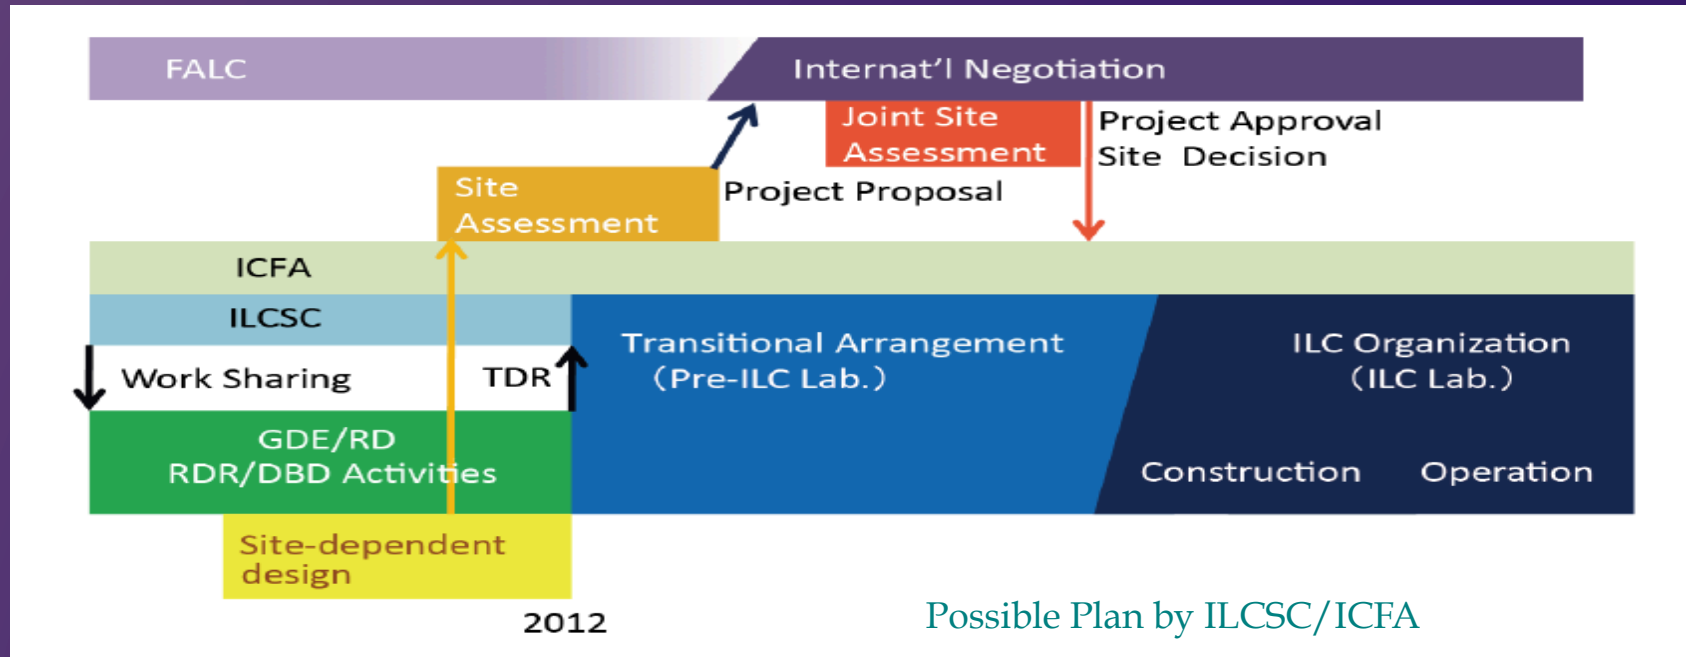 FALC
Internat'l Negotiation
Joint Site
Assessment
Project Approval
Site Decision
Site
Assessment
Project Proposal
ICFA
ILCSC
Work Sharing
TDR
Transitional Arrangement
(Pre-ILC Lab.)
ILC Organization
(ILC Lab.)
GDE/RD
RDR/DBD Activities
Construction
Operation
Site-dependent
design
2012
Possible Plan by ILCSC/ICFA